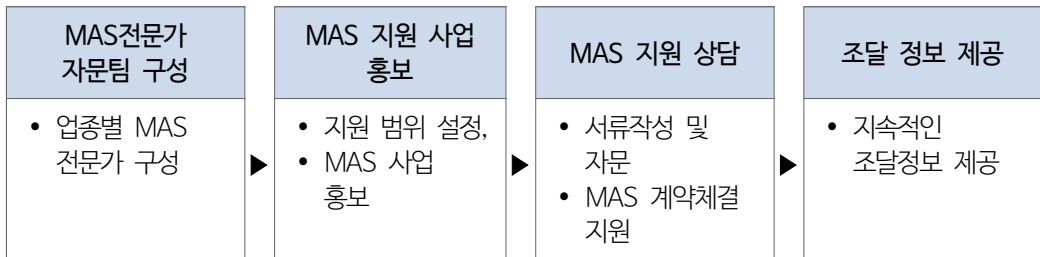 MAS전문가
자문팀 구성
• 업종별 MAS
전문가 구성
MAS 지원 사업
홍보
• 지원 범위 설정,
• MAS 사업
홍보
MAS 지원 상담
• 서류작성 및
자문
• MAS 계약체결
지원
조달 정보 제공
• 지속적인
조달정보 제공